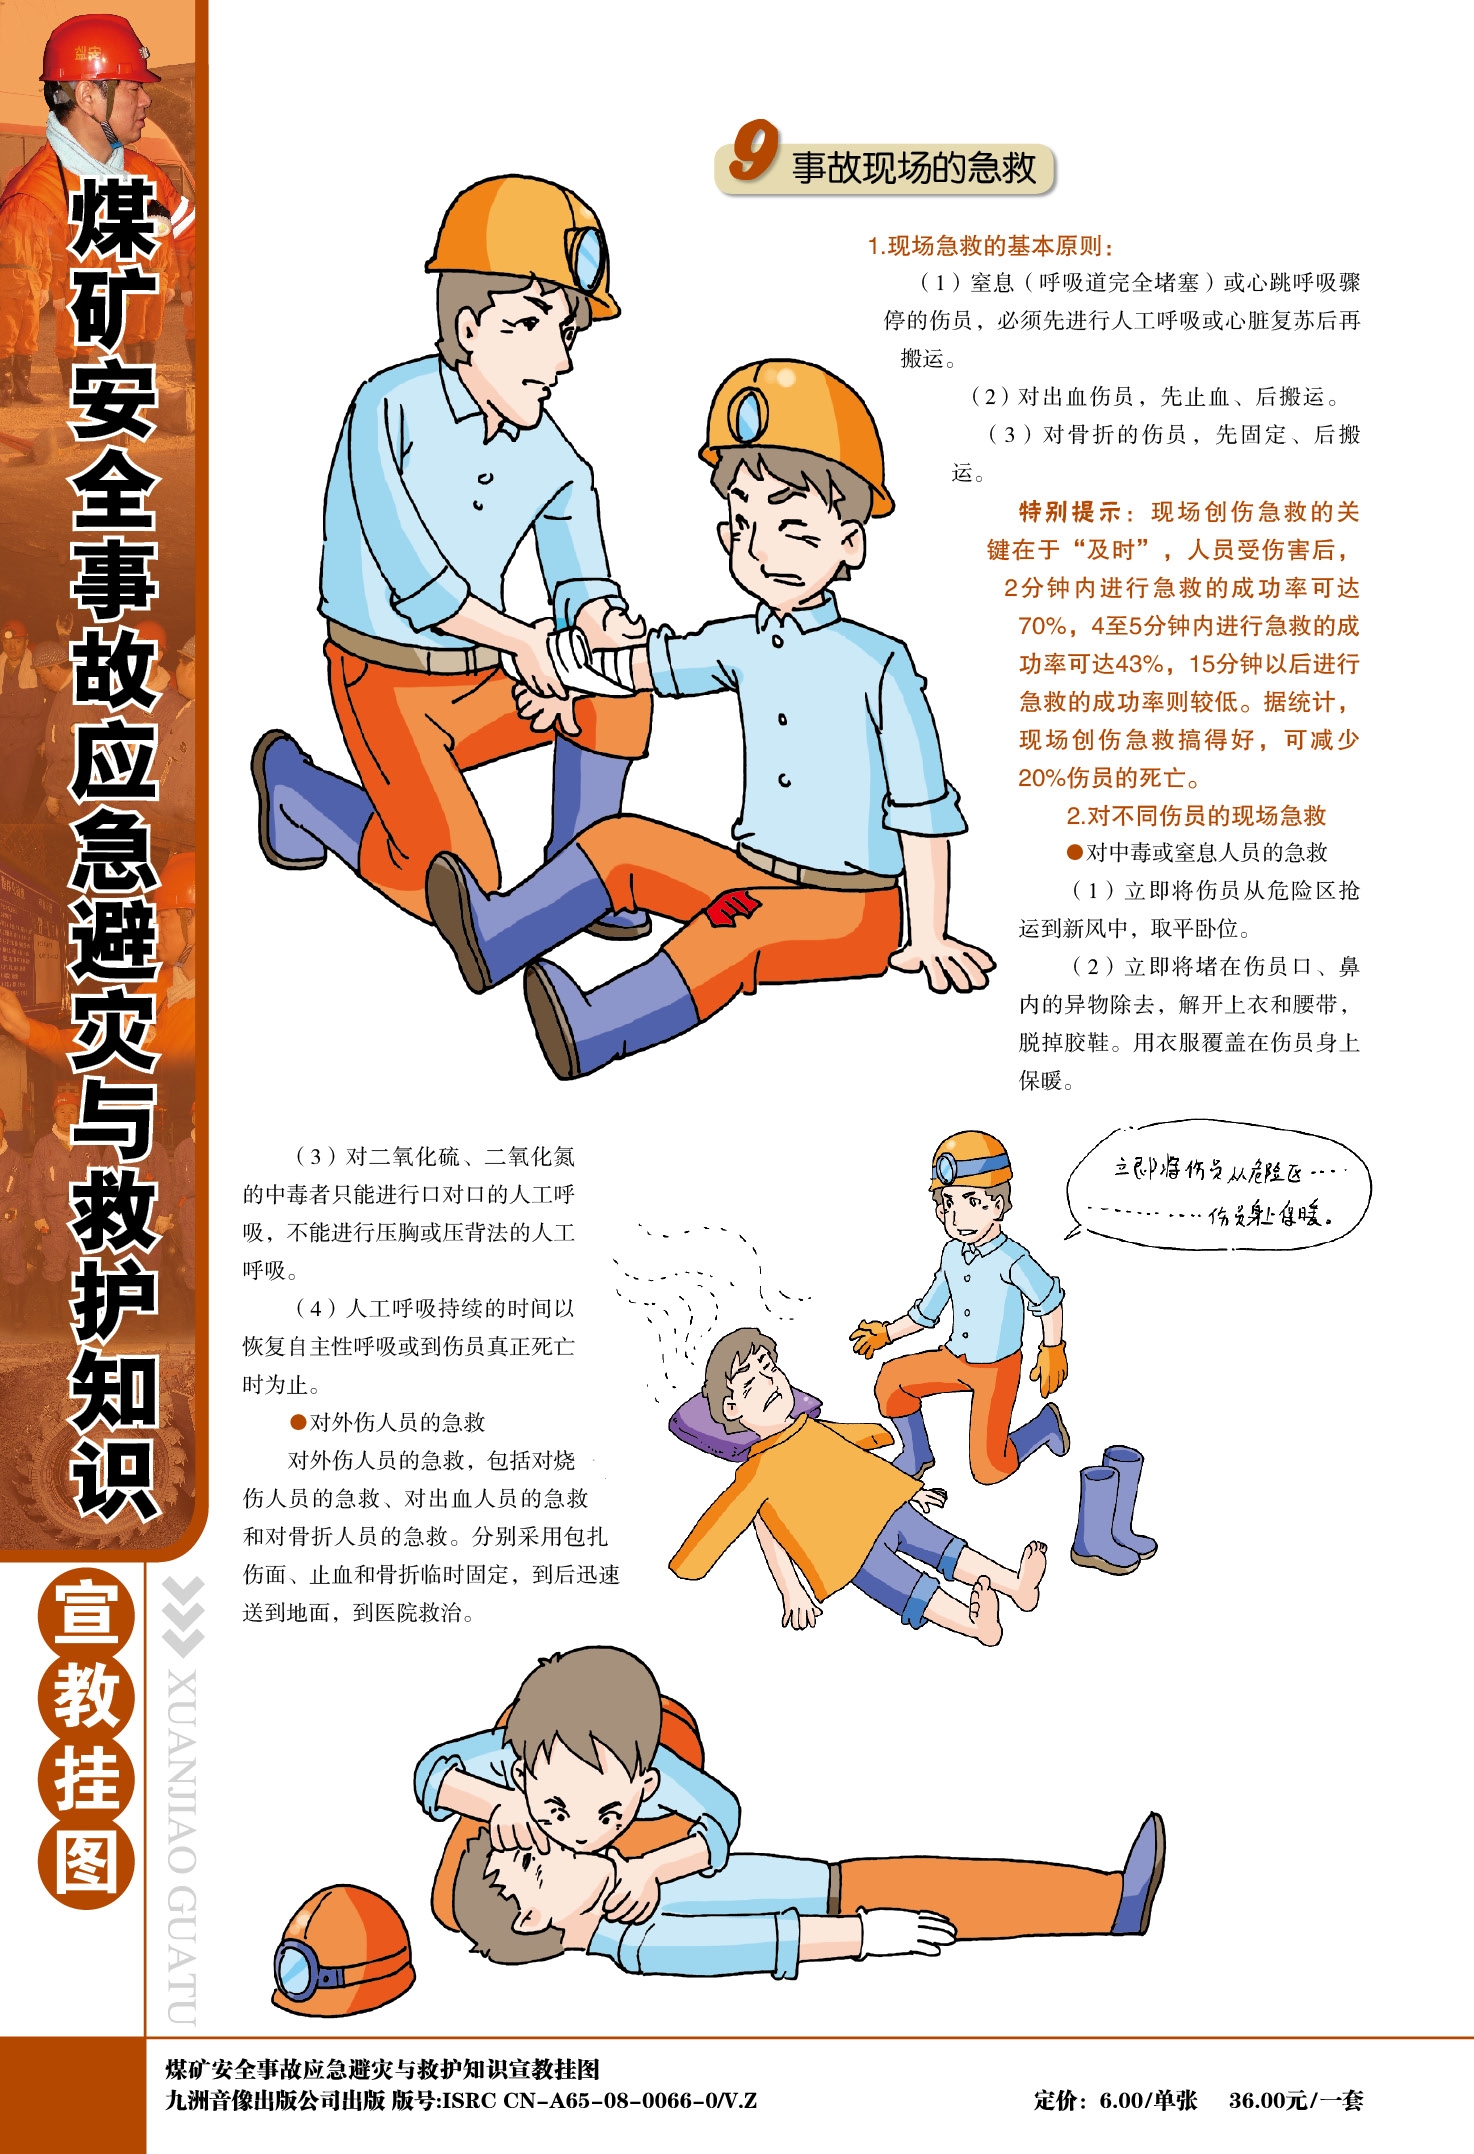 煤矿安全事故应急避灾与救护知识
宣教挂图
XUANJIAO GUATU
9 事故现场的急救
1.现场急救的基本原则：
（1）窒息（呼吸道完全堵塞）或心跳呼吸骤
停的伤员，必须先进行人工呼吸或心脏复苏后再
搬运。
（2）对出血伤员，先止血、后搬运。
（3）对骨折的伤员，先固定、后搬
运。
特别提示：现场创伤急救的关
键在于“及时”，人员受伤害后，
2分钟内进行急救的成功率可达
70%，4至5分钟内进行急救的成
功率可达43%，15分钟以后进行
急救的成功率则较低。据统计，
现场创伤急救搞得好，可减少
20%伤员的死亡。
2.对不同伤员的现场急救
●对中毒或窒息人员的急救
（1）立即将伤员从危险区抢
运到新风中，取平卧位。
（2）立即将堵在伤员口、鼻
内的异物除去，解开上衣和腰带，
脱掉胶鞋。用衣服覆盖在伤员身上
保暖。
（3）对二氧化硫、二氧化氮
的中毒者只能进行口对口的人工呼
吸，不能进行压胸或压背法的人工
呼吸。
（4）人工呼吸持续的时间以
恢复自主性呼吸或到伤员真正死亡
时为止。
●对外伤人员的急救
对外伤人员的急救，包括对烧
伤人员的急救、对出血人员的急救
和对骨折人员的急救。分别采用包扎
伤面、止血和骨折临时固定，到后迅速
送到地面，到医院救治。
立即将伤员从危险区……
…………伤员身上保暖。
煤矿安全事故应急避灾与救护知识宣教挂图
九洲音像出版公司出版 版号:ISRC CN-A65-08-0066-0/V.Z
定价：6.00/单张 36.00元/一套